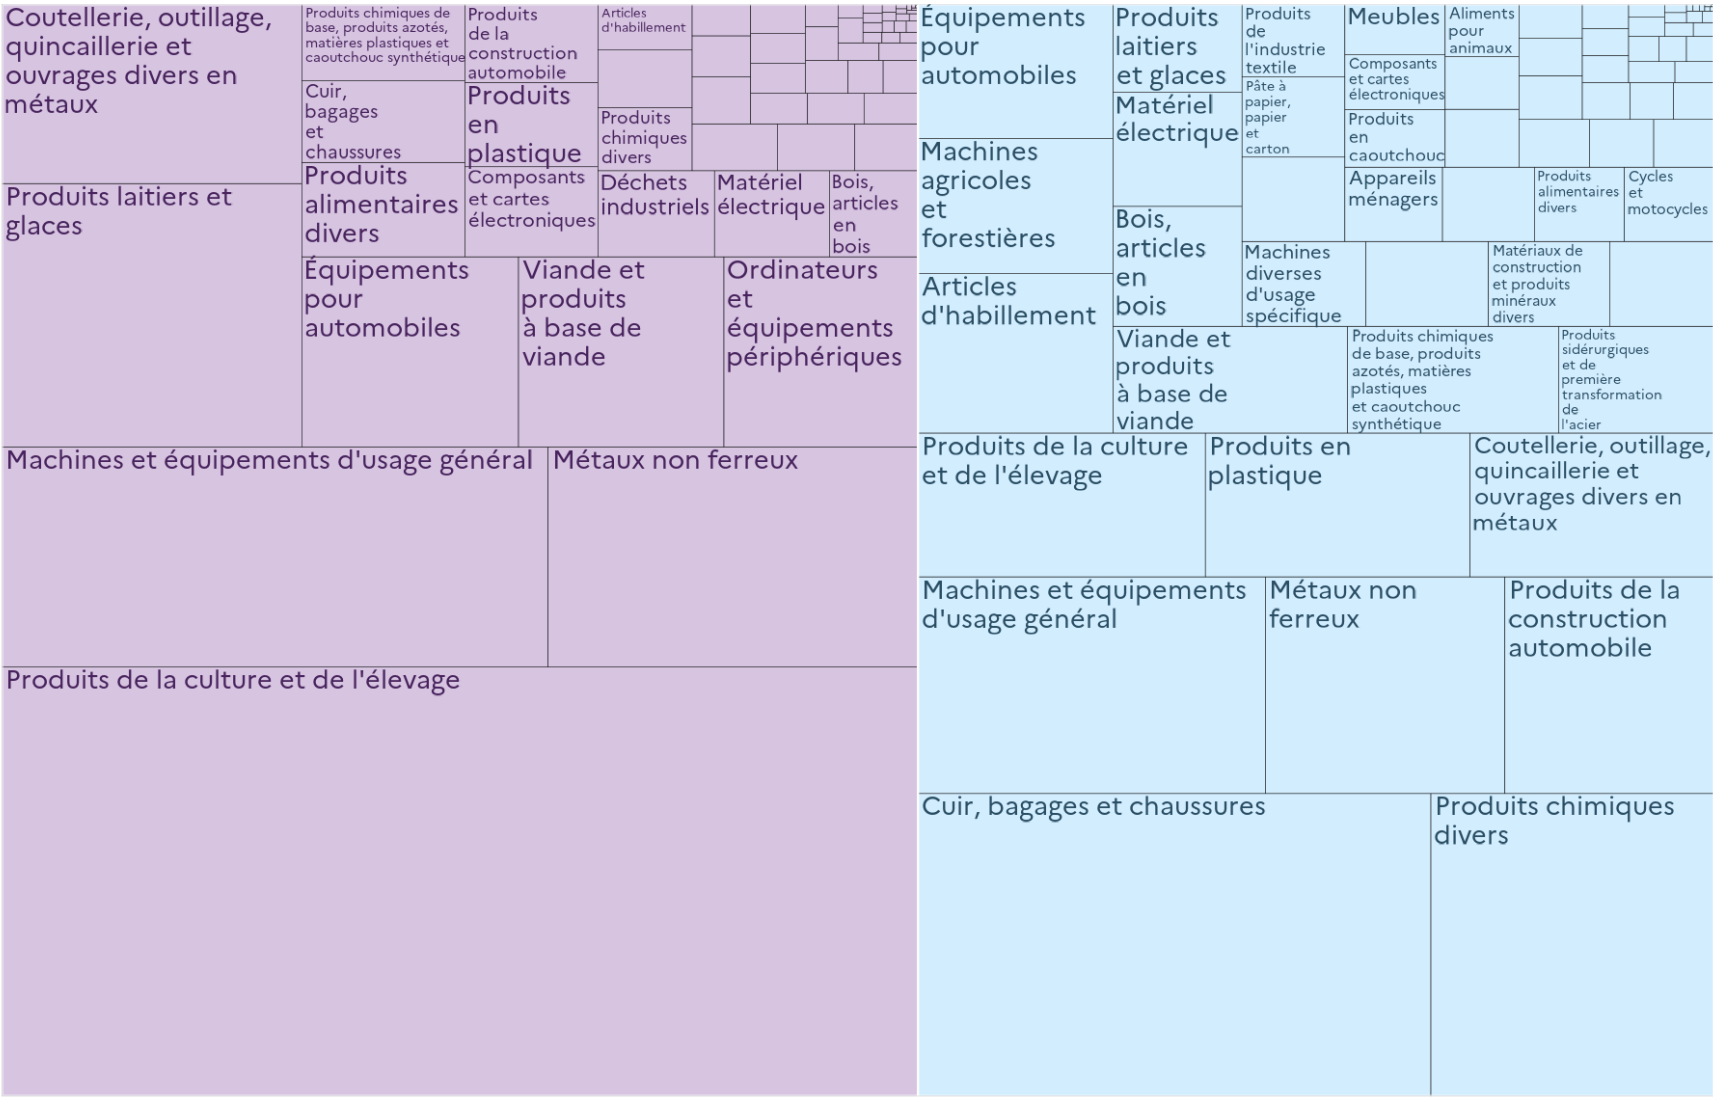 Coutellerie, outillage,
quincaillerie et
ouvrages divers en
métaux
Produits laitiers et
glaces
Produits chimiques de
base, produits azotés,
matières plastiques et
caoutchouc synthétique
Cuir,
bagages
et
chaussures
Produits
alimentaires
divers
Produits
de la
construction
automobile
Produits
en
plastique
Composants
et cartes
électroniques
Articles
d'habillement
Produits
chimiques
divers
Déchets
industriels
Matériel
électrique
Bois,
articles
en
bois
Équipements
pour
automobiles
Viande et
produits
à base de
viande
Ordinateurs
et
équipements
périphériques
Machines et équipements d'usage général
Métaux non ferreux
Produits de la culture et de l'élevage
Équipements
pour
automobiles
Machines
agricoles
et
forestières
Articles
d'habillement
Produits
laitiers
et glaces
Matériel
électrique
Bois,
articles
en
bois
Produits
de
l'industrie
textile
Pâte à
papier,
papier
et
carton
Meubles
Composants
et cartes
électroniques
Produits
en
caoutchouc
Aliments
pour
animaux
Appareils
ménagers
Produits
alimentaires
divers
Cycles
et
motocycles
Machines
diverses
d'usage
spécifique
Matériaux de
construction
et produits
minéraux
divers
Viande et
produits
à base de
viande
Produits chimiques
de base, produits
azotés, matières
plastiques
et caoutchouc
synthétique
Produits
sidérurgiques
et de
première
transformation
de
l'acier
Produits de la culture
et de l'élevage
Produits en
plastique
Coutellerie, outillage,
quincaillerie et
ouvrages divers en
métaux
Machines et équipements
d'usage général
Métaux non
ferreux
Produits de la
construction
automobile
Cuir, bagages et chaussures
Produits chimiques
divers